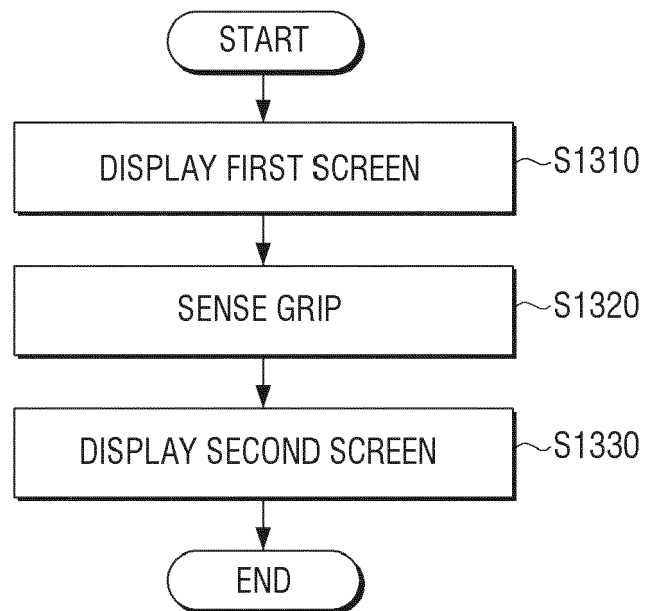 START
DISPLAY FIRST SCREEN
S1310
SENSE GRIP
S1320
DISPLAY SECOND SCREEN
S1330
END